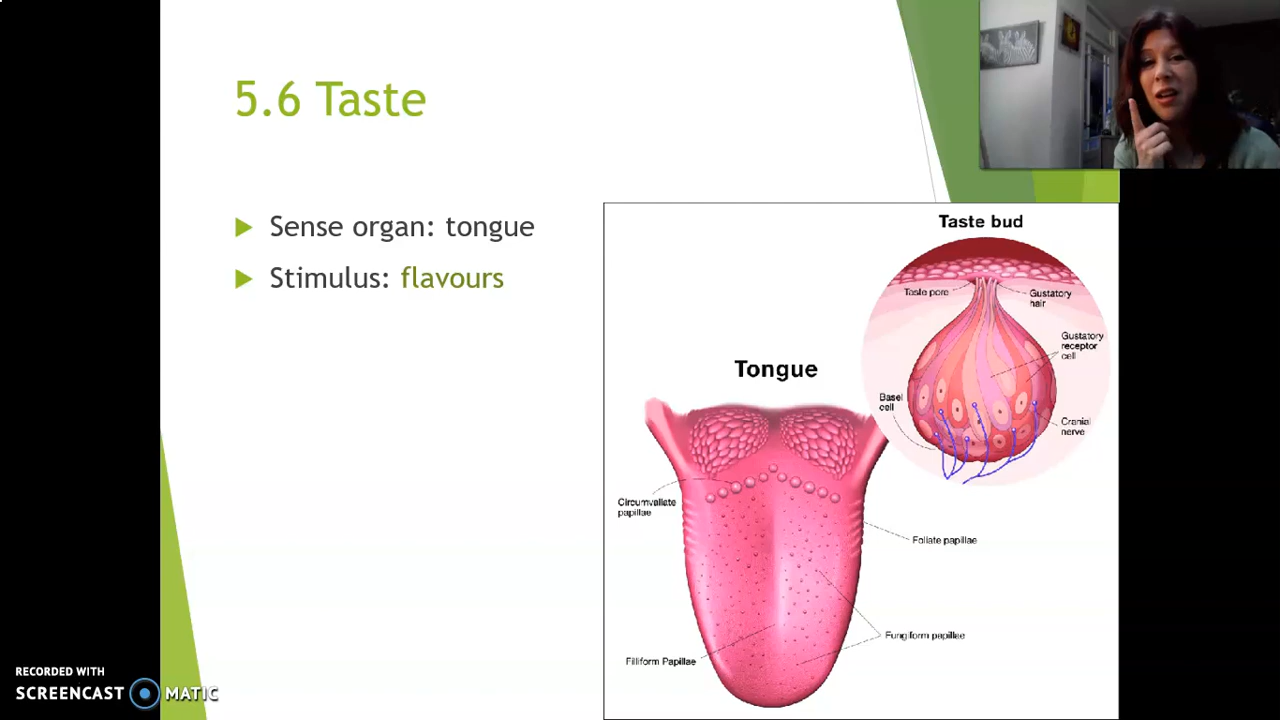 5.6 Taste
Sense organ: tongue
Stimulus: flavours
Taste bud
Taste pore
Gustatory
hair
Gustatory
receptor
cell
Basel
cell
Cranial
nerve
Tongue
Circumvallate
papillae
Foliate papillae
Fungiform papillae
Filliform Papillae
RECORDED WITH
SCREENCAST MATIC